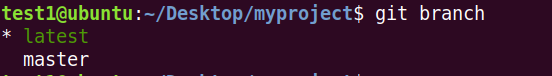 test1@ubuntu:~/Desktop/myproject$ git branch
* latest
  master